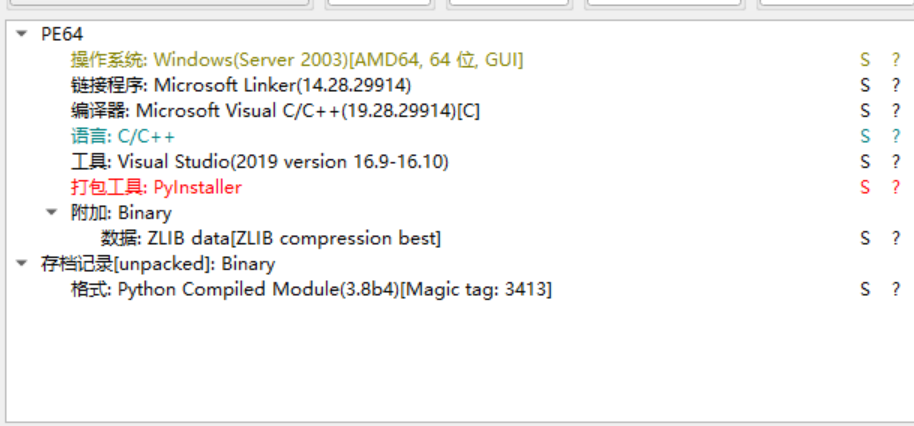 PE64
操作系统: Windows(Server 2003)[AMD64, 64 位, GUI] S ?
链接程序: Microsoft Linker(14.28.29914) S ?
编译器: Microsoft Visual C/C++(19.28.29914)[C] S ?
语言: C/C++ S ?
工具: Visual Studio(2019 version 16.9-16.10) S ?
打包工具: PyInstaller S ?
附加: Binary
数据: ZLIB data[ZLIB compression best] S ?
存档记录[unpacked]: Binary
格式: Python Compiled Module(3.8b4)[Magic tag: 3413] S ?